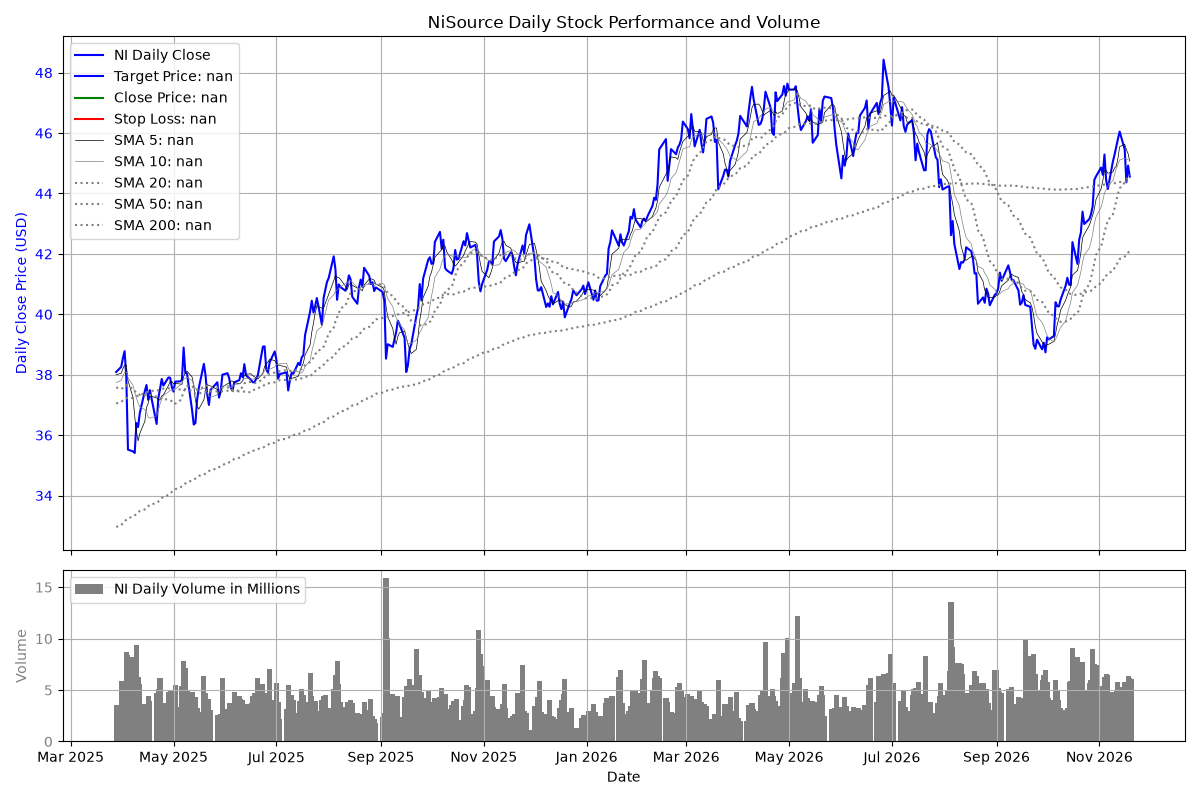 NiSource Daily Stock Performance and Volume
NI Daily Close
Target Price: nan
Close Price: nan
Stop Loss: nan
SMA 5: nan
SMA 10: nan
SMA 20: nan
SMA 50: nan
SMA 200: nan
48
46
44
42
40
38
36
34
Daily Close Price (USD)
NI Daily Volume in Millions
15
10
5
0
Volume
Mar 2025 May 2025 Jul 2025 Sep 2025 Nov 2025 Jan 2026 Mar 2026 May 2026 Jul 2026 Sep 2026 Nov 2026
Date